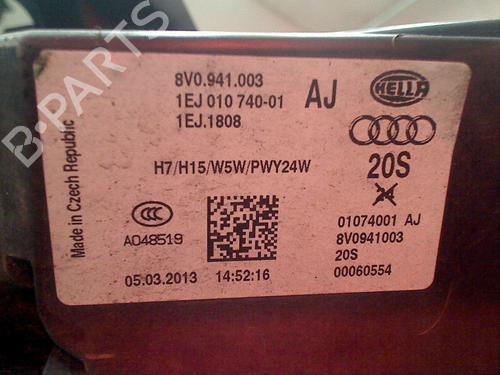 8V0.941.003
1EJ 010 740-01
AJ
1EJ.1808
HELLA
H7/H15/W5W/PWY24W
20S
Made in Czech Republic
CCC
A048519
01074001 AJ
8V0941003
20S
00060554
05.03.2013 14:52:16
B-PARTS